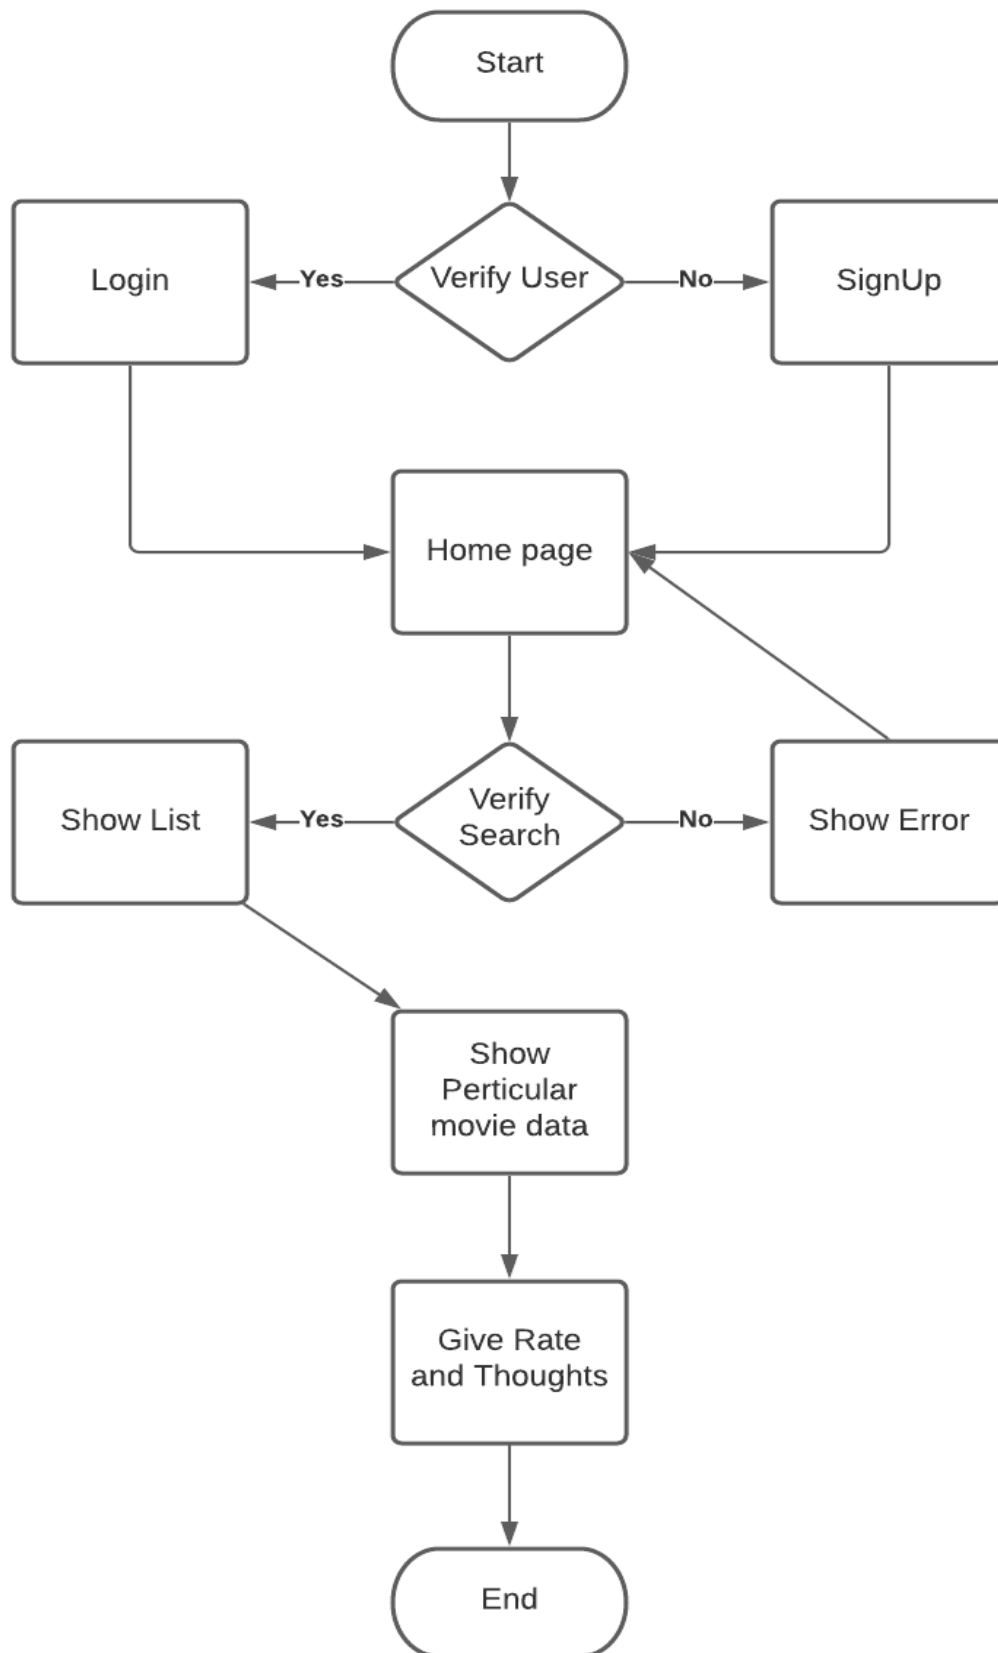 Start
Login
Yes
Verify User
No
SignUp
Home page
Show List
Yes
Verify
Search
No
Show Error
Show
Perticular
movie data
Give Rate
and Thoughts
End